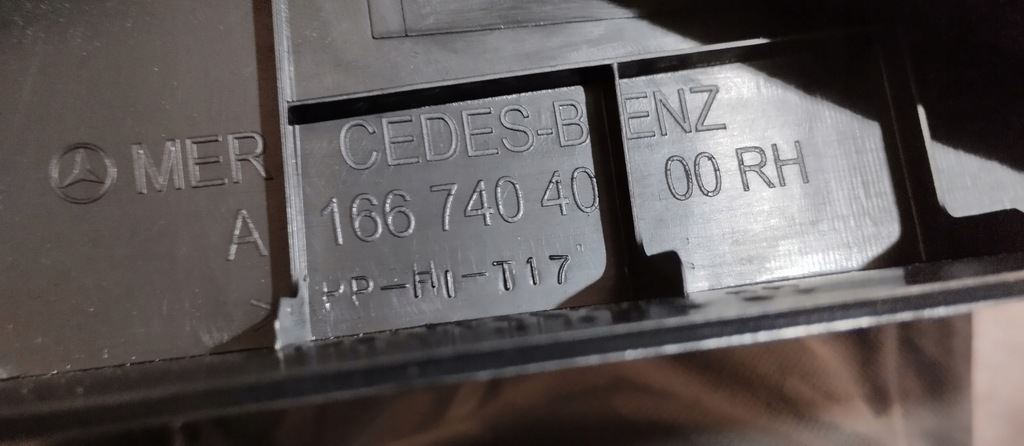 MERCEDES-BENZ
A 166 740 40 00 RH
PP-HI-T17